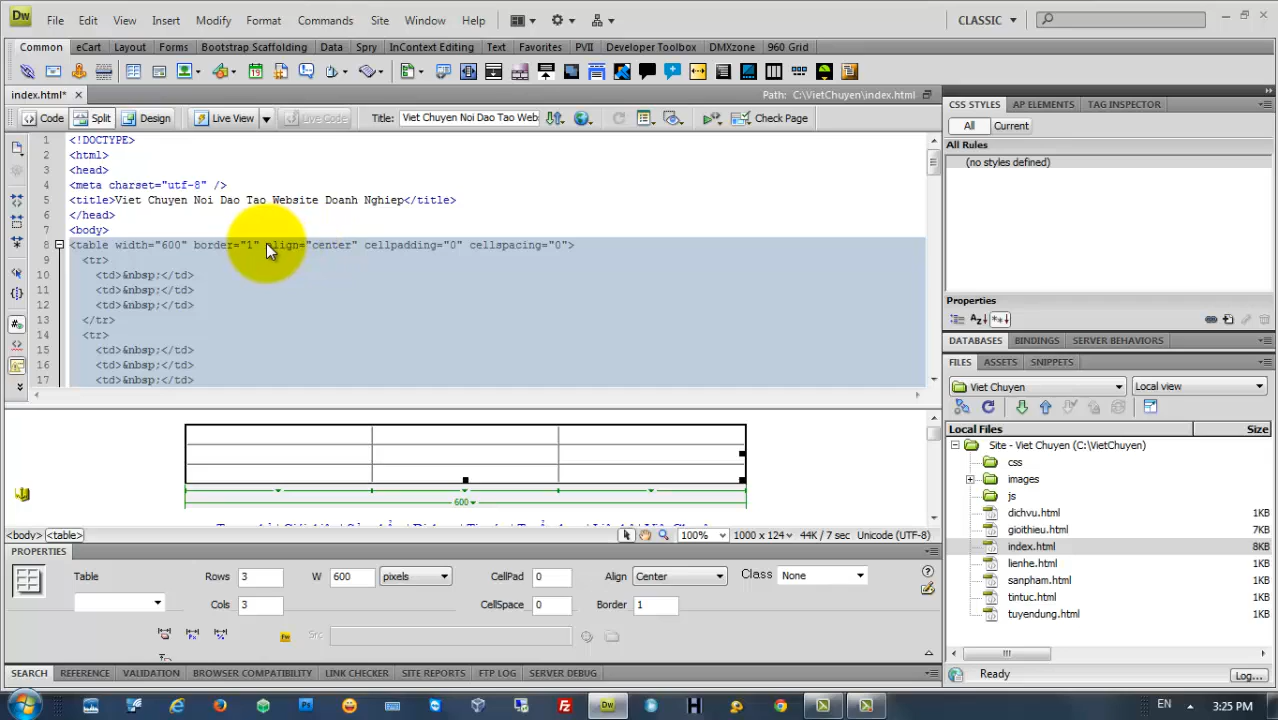 Dw File Edit View Insert Modify Format Commands Site Window Help CLASSIC
Common eCart Layout Forms Bootstrap Scaffolding Data Spry InContext Editing Text Favorites PVII Developer Toolbox DMXzone 960 Grid
index.html* Path: C:\VietChuyen\index.html
Code Split Design Live View Live Code Title: Viet Chuyen Noi Dao Tao Web Check Page
1 <!DOCTYPE>
2 <html>
3 <head>
4 <meta charset="utf-8" />
5 <title>Viet Chuyen Noi Dao Tao Website Doanh Nghiep</title>
6 </head>
7 <body>
8 <table width="600" border="1" align="center" cellpadding="0" cellspacing="0">
9 <tr>
10 <td>&nbsp;</td>
11 <td>&nbsp;</td>
12 <td>&nbsp;</td>
13 </tr>
14 <tr>
15 <td>&nbsp;</td>
16 <td>&nbsp;</td>
17 <td>&nbsp;</td>
600
<body> <table> 100% 1000 x 124 44K / 7 sec Unicode (UTF-8)
PROPERTIES
Table Rows 3 W 600 pixels CellPad 0 Align Center Class None
Cols 3 CellSpace 0 Border 1
Src
SEARCH REFERENCE VALIDATION BROWSER COMPATIBILITY LINK CHECKER SITE REPORTS FTP LOG SERVER DEBUG
CSS STYLES AP ELEMENTS TAG INSPECTOR
All Current
All Rules
(no styles defined)
Properties
DATABASES BINDINGS SERVER BEHAVIORS
FILES ASSETS SNIPPETS
Viet Chuyen Local view
Local Files Size
Site - Viet Chuyen (C:\VietChuyen)
css
images
js
dichvu.html 1KB
gioithieu.html 7KB
index.html 8KB
lienhe.html 1KB
sanpham.html 1KB
tintuc.html 1KB
tuyendung.html 1KB
Ready Log...
Dw EN 3:25 PM